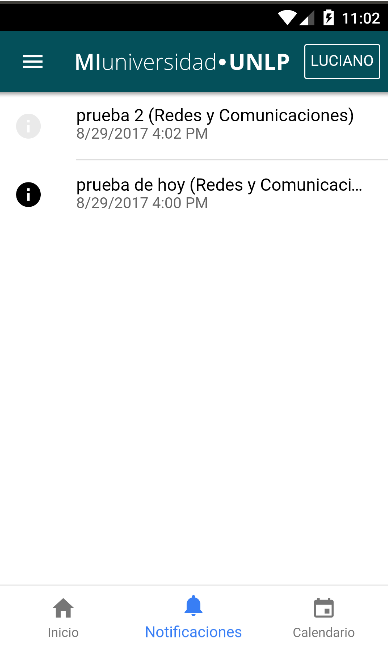 11:02
MIuniversidad•UNLP LUCIANO
prueba 2 (Redes y Comunicaciones)
8/29/2017 4:02 PM
prueba de hoy (Redes y Comunicaci...
8/29/2017 4:00 PM
Inicio Notificaciones Calendario